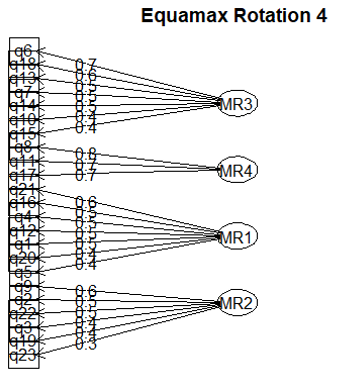 Equamax Rotation 4
q6
0.7
q18
0.6
q13
0.5
q7
0.5
MR3
q14
0.5
q10
0.4
q15
0.4
q8
0.8
q11
0.7
MR4
q17
0.7
q21
q16
0.6
q4
0.5
q12
0.5
MR1
q1
0.5
q20
0.4
q5
0.4
q9
0.6
q2
0.5
MR2
q22
0.5
q3
0.4
q19
0.4
q23
0.3